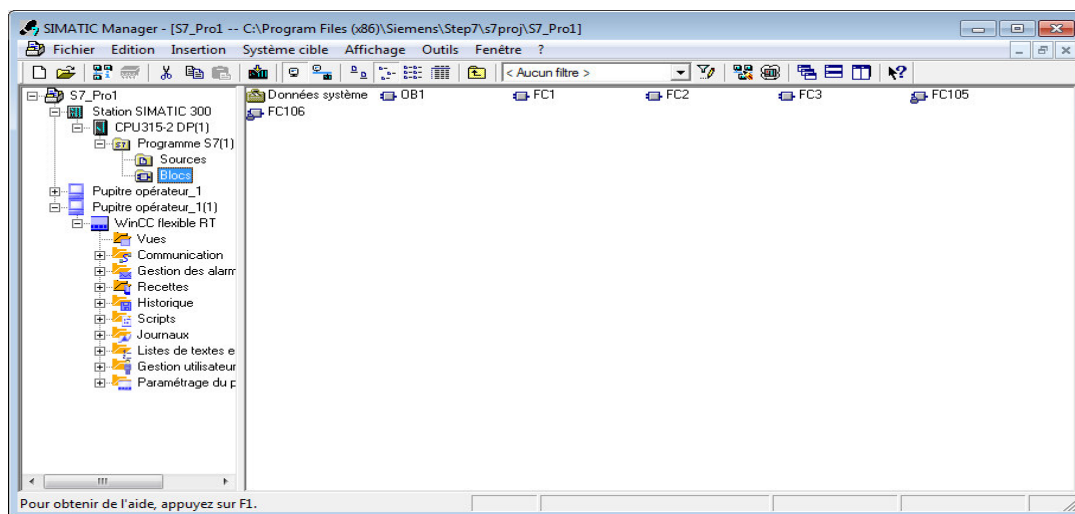 SIMATIC Manager - [S7_Pro1 -- C:\Program Files (x86)\Siemens\Step7\s7proj\S7_Pro1]
Fichier Edition Insertion Système cible Affichage Outils Fenêtre ?
< Aucun filtre >
S7_Pro1
Station SIMATIC 300
CPU315-2 DP(1)
Programme S7(1)
Sources
Blocs
Pupitre opérateur_1
Pupitre opérateur_1(1)
WinCC flexible RT
Vues
Communication
Gestion des alarm
Recettes
Historique
Scripts
Journaux
Listes de textes e
Gestion utilisateur
Paramétrage du p
Données système OB1 FC1 FC2 FC3 FC105
FC106
Pour obtenir de l'aide, appuyez sur F1.